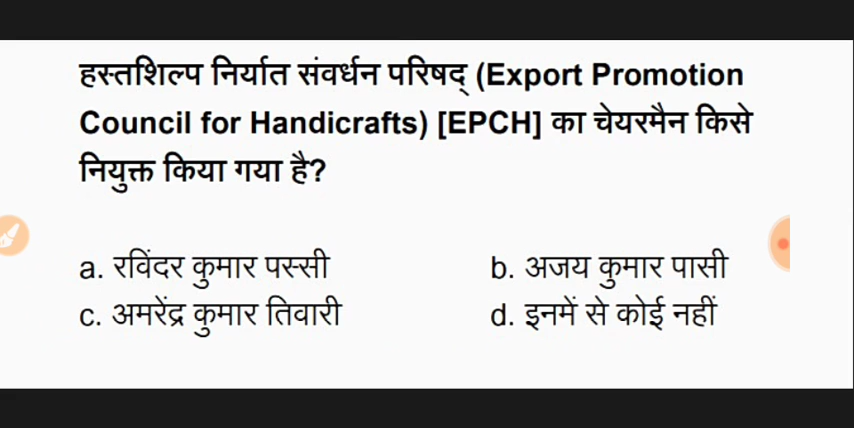 हस्तशिल्प निर्यात संवर्धन परिषद् (Export Promotion
Council for Handicrafts) [EPCH] का चेयरमैन किसे
नियुक्त किया गया है?
a. रविंदर कुमार पस्सी b. अजय कुमार पासी
c. अमरेंद्र कुमार तिवारी d. इनमें से कोई नहीं